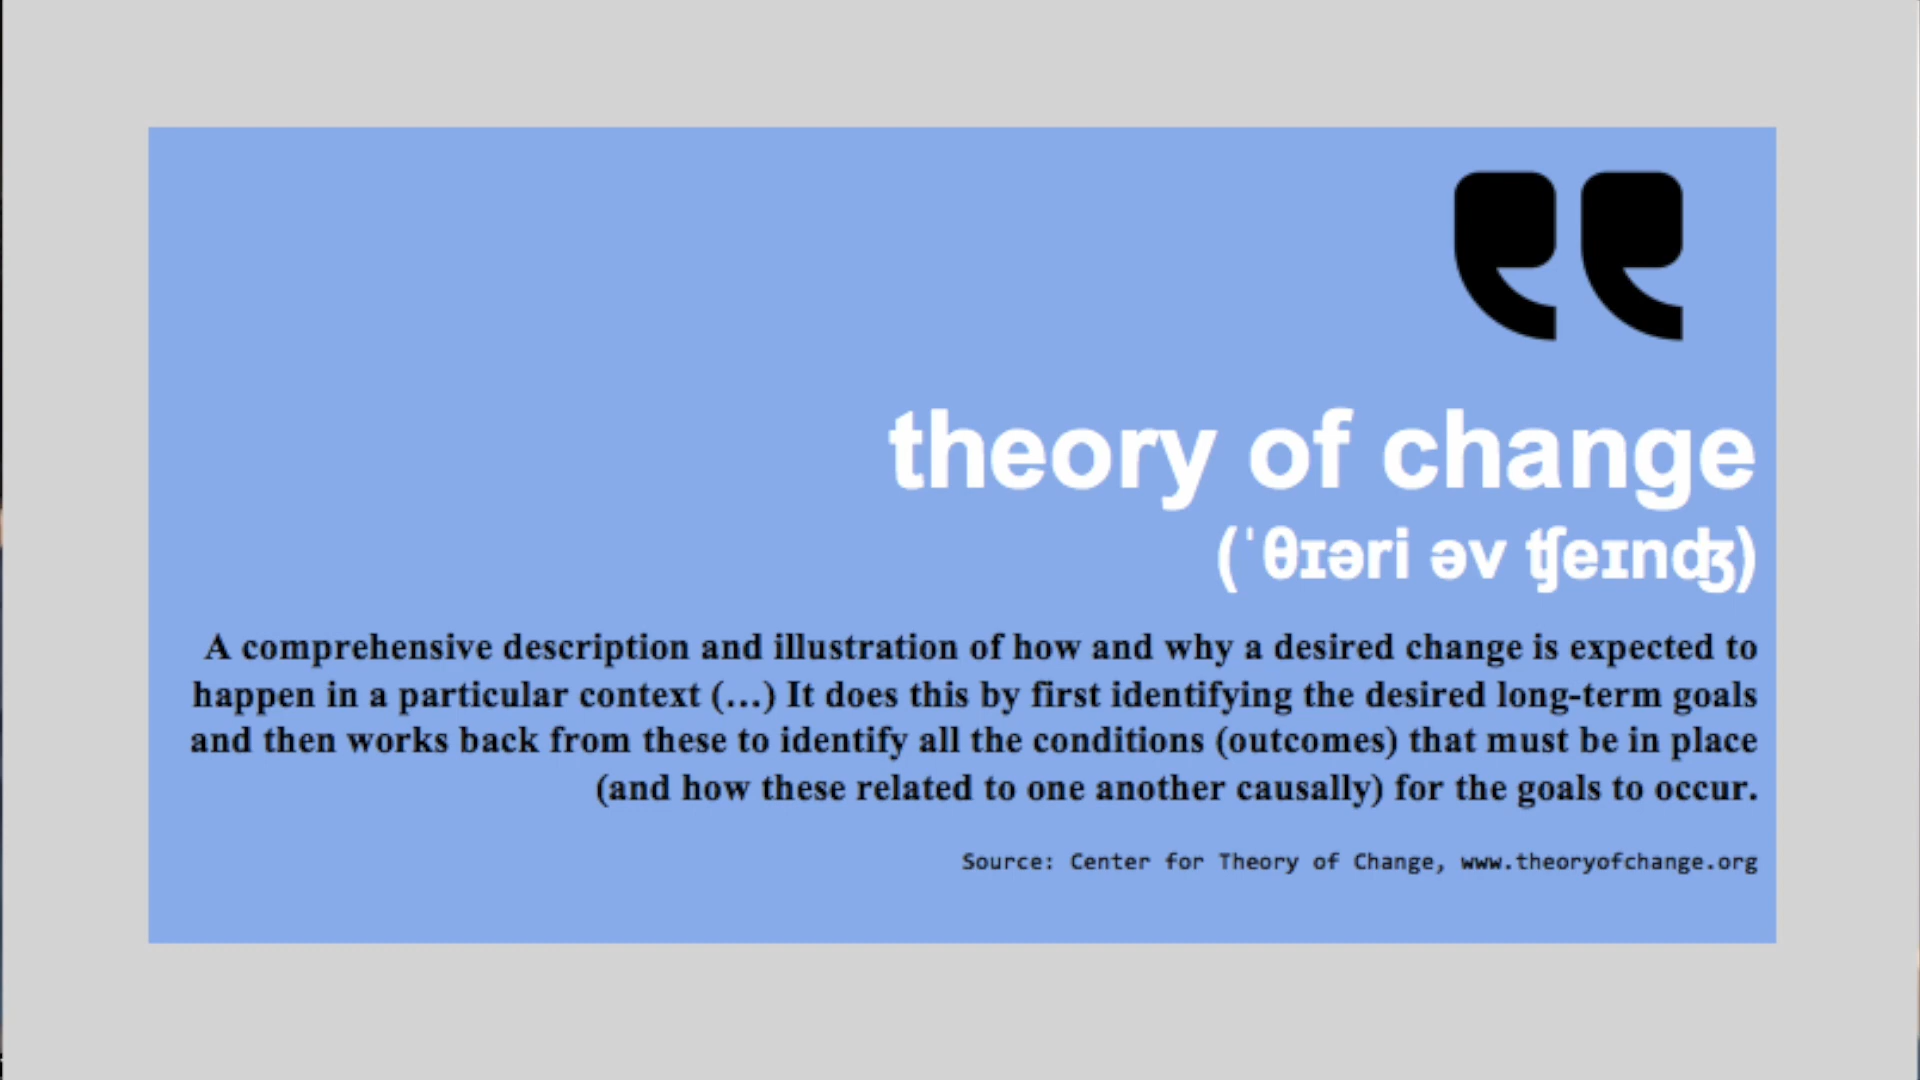 theory of change
(ˈθɪəri əv ʧeɪnʤ)
A comprehensive description and illustration of how and why a desired change is expected to
happen in a particular context (...) It does this by first identifying the desired long-term goals
and then works back from these to identify all the conditions (outcomes) that must be in place
(and how these related to one another causally) for the goals to occur.
Source: Center for Theory of Change, www.theoryofchange.org